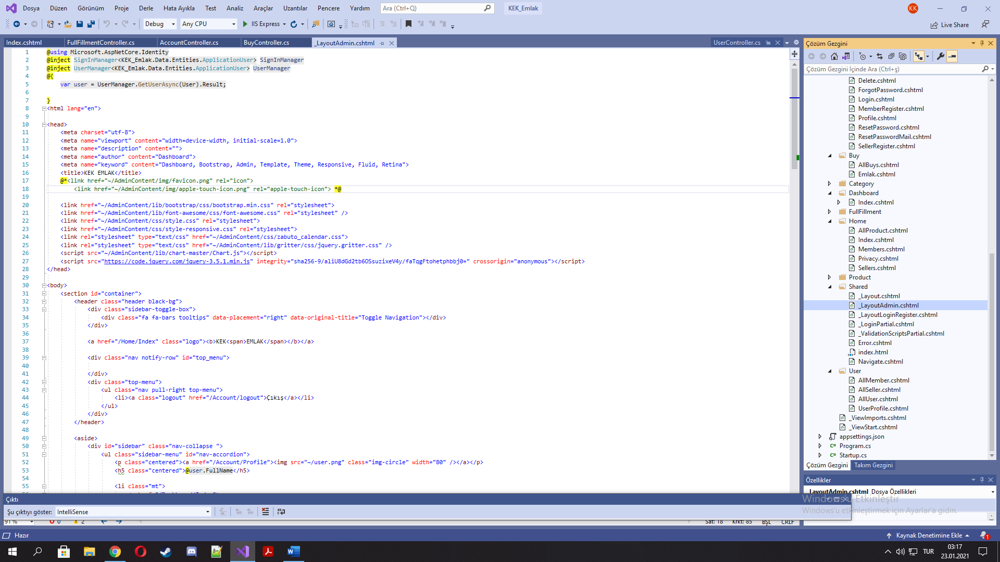 Dosya Düzen Görünüm Proje Derle Hata Ayıkla Test Analiz Araçlar Uzantılar Pencere Yardım Ara (Ctrl+Q) KEK_Emlak KK
Debug Any CPU IIS Express Live Share
Index.cshtml FullFillmentController.cs AccountController.cs BuyController.cs _LayoutAdmin.cshtml UserController.cs
1 @using Microsoft.AspNetCore.Identity
2 @inject SignInManager<KEK_Emlak.Data.Entities.ApplicationUser> SignInManager
3 @inject UserManager<KEK_Emlak.Data.Entities.ApplicationUser> UserManager
4 @{
5 var user = UserManager.GetUserAsync(User).Result;
6
7 }
8 <html lang="en">
9
10 <head>
11 <meta charset="utf-8">
12 <meta name="viewport" content="width=device-width, initial-scale=1.0">
13 <meta name="description" content="">
14 <meta name="author" content="Dashboard">
15 <meta name="keyword" content="Dashboard, Bootstrap, Admin, Template, Theme, Responsive, Fluid, Retina">
16 <title>KEK EMLAK</title>
17 @*<link href="~/AdminContent/img/favicon.png" rel="icon">
18 <link href="~/AdminContent/img/apple-touch-icon.png" rel="apple-touch-icon"> *@
19
20 <link href="~/AdminContent/lib/bootstrap/css/bootstrap.min.css" rel="stylesheet">
21 <link href="~/AdminContent/lib/font-awesome/css/font-awesome.css" rel="stylesheet" />
22 <link href="~/AdminContent/css/style.css" rel="stylesheet">
23 <link href="~/AdminContent/css/style-responsive.css" rel="stylesheet">
24 <link rel="stylesheet" type="text/css" href="~/AdminContent/css/zabuto_calendar.css">
25 <link rel="stylesheet" type="text/css" href="~/AdminContent/lib/gritter/css/jquery.gritter.css" />
26 <script src="~/AdminContent/lib/chart-master/Chart.js"></script>
27 <script src="https://code.jquery.com/jquery-3.5.1.min.js" integrity="sha256-9/aliU8dGd2tb6OSsuzixeV4y/faTqgFtohetphbbj0=" crossorigin="anonymous"></script>
28 </head>
29
30 <body>
31 <section id="container">
32 <header class="header black-bg">
33 <div class="sidebar-toggle-box">
34 <div class="fa fa-bars tooltips" data-placement="right" data-original-title="Toggle Navigation"></div>
35 </div>
36
37 <a href="/Home/Index" class="logo"><b>KEK<span>EMLAK</span></b></a>
38
39 <div class="nav notify-row" id="top_menu">
40
41 </div>
42 <div class="top-menu">
43 <ul class="nav pull-right top-menu">
44 <li><a class="logout" href="/Account/logout">Çıkış</a></li>
45 </ul>
46 </div>
47 </header>
48
49 <aside>
50 <div id="sidebar" class="nav-collapse ">
51 <ul class="sidebar-menu" id="nav-accordion">
52 <p class="centered"><a href="/Account/Profile"><img src="~/user.png" class="img-circle" width="80" /></a></p>
53 <h5 class="centered">@user.FullName</h5>
54
55 <li class="mt">
Çıktı
Şu çıktıyı göster: IntelliSense
91 % 0 2 Sat: 18 Krkt: 85 BŞL CRLF
Çözüm Gezgini
Çözüm Gezgini İçinde Ara (Ctrl+ş)
Delete.cshtml
ForgotPassword.cshtml
Login.cshtml
MemberRegister.cshtml
Profile.cshtml
ResetPassword.cshtml
ResetPasswordMail.cshtml
SellerRegister.cshtml
Buy
AllBuys.cshtml
Emlak.cshtml
Category
Dashboard
Index.cshtml
FullFillment
Home
AllProduct.cshtml
Index.cshtml
Members.cshtml
Privacy.cshtml
Sellers.cshtml
Product
Shared
_Layout.cshtml
_LayoutAdmin.cshtml
_LayoutLoginRegister.cshtml
_LoginPartial.cshtml
_ValidationScriptsPartial.cshtml
Error.cshtml
index.html
Navigate.cshtml
User
AllMember.cshtml
AllSeller.cshtml
AllUser.cshtml
UserProfile.cshtml
_ViewImports.cshtml
_ViewStart.cshtml
appsettings.json
C# Program.cs
C# Startup.cs
Çözüm Gezgini Takım Gezgini
Özellikler
_LayoutAdmin.cshtml Dosya Özellikleri
Windows'u Etkinleştir
Windows'u etkinleştirmek için Ayarlar'a gidin.
Hazır Kaynak Denetimine Ekle 1
TUR 03:17
23.01.2021